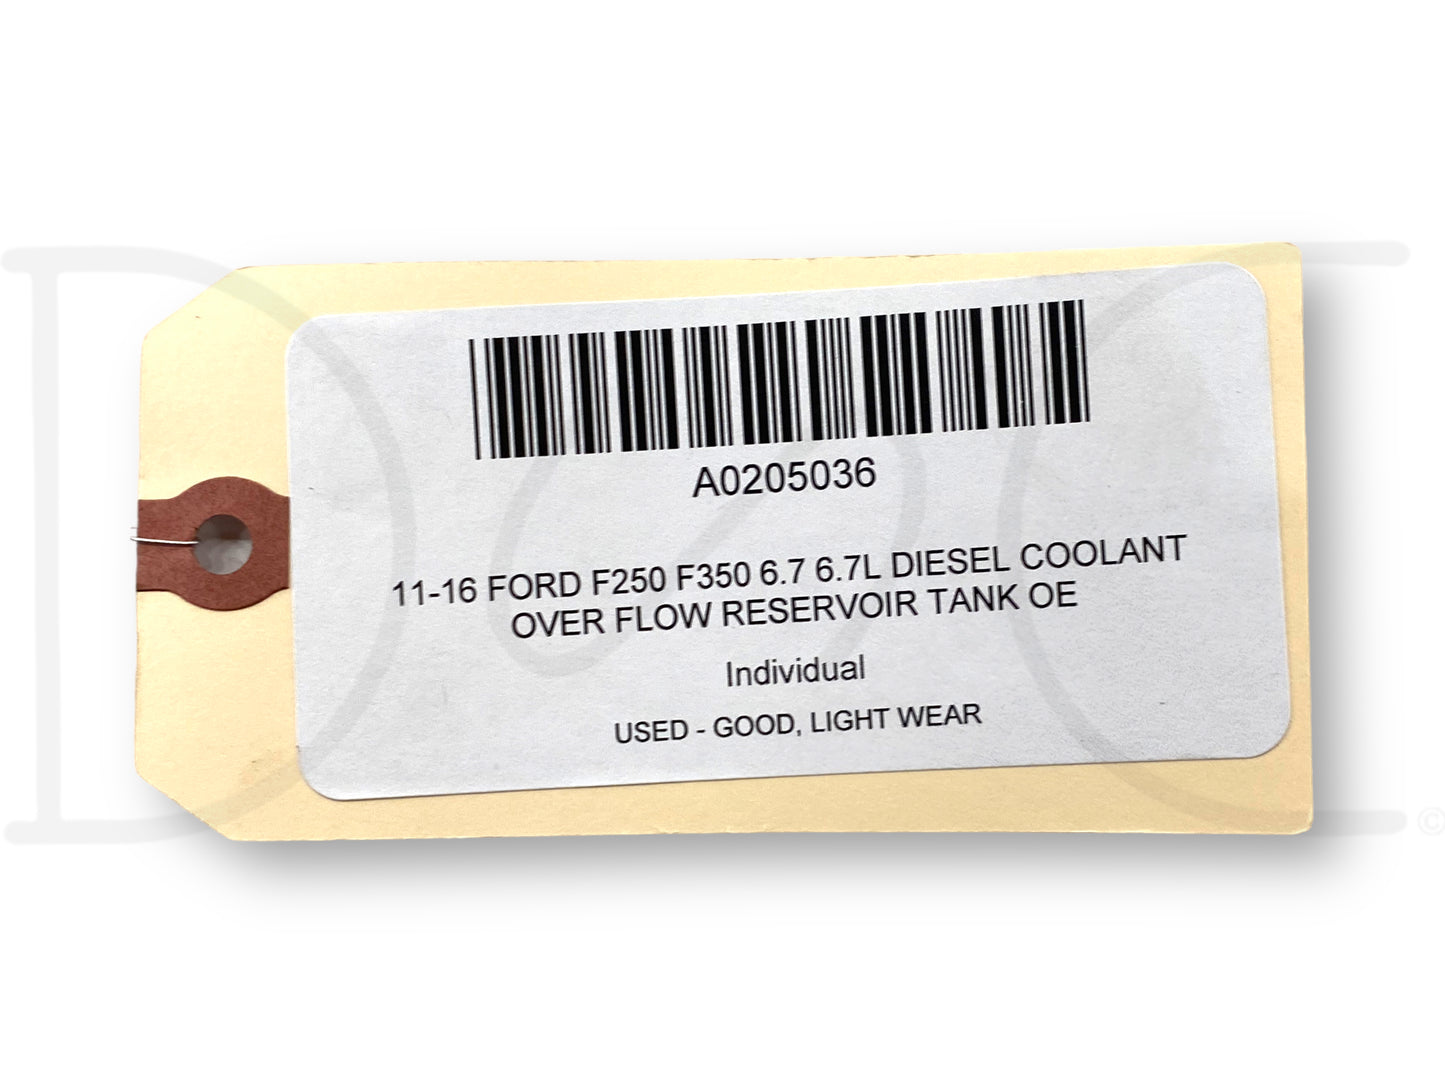 A0205036
11-16 FORD F250 F350 6.7 6.7L DIESEL COOLANT
OVER FLOW RESERVOIR TANK OE
Individual
USED - GOOD, LIGHT WEAR
©